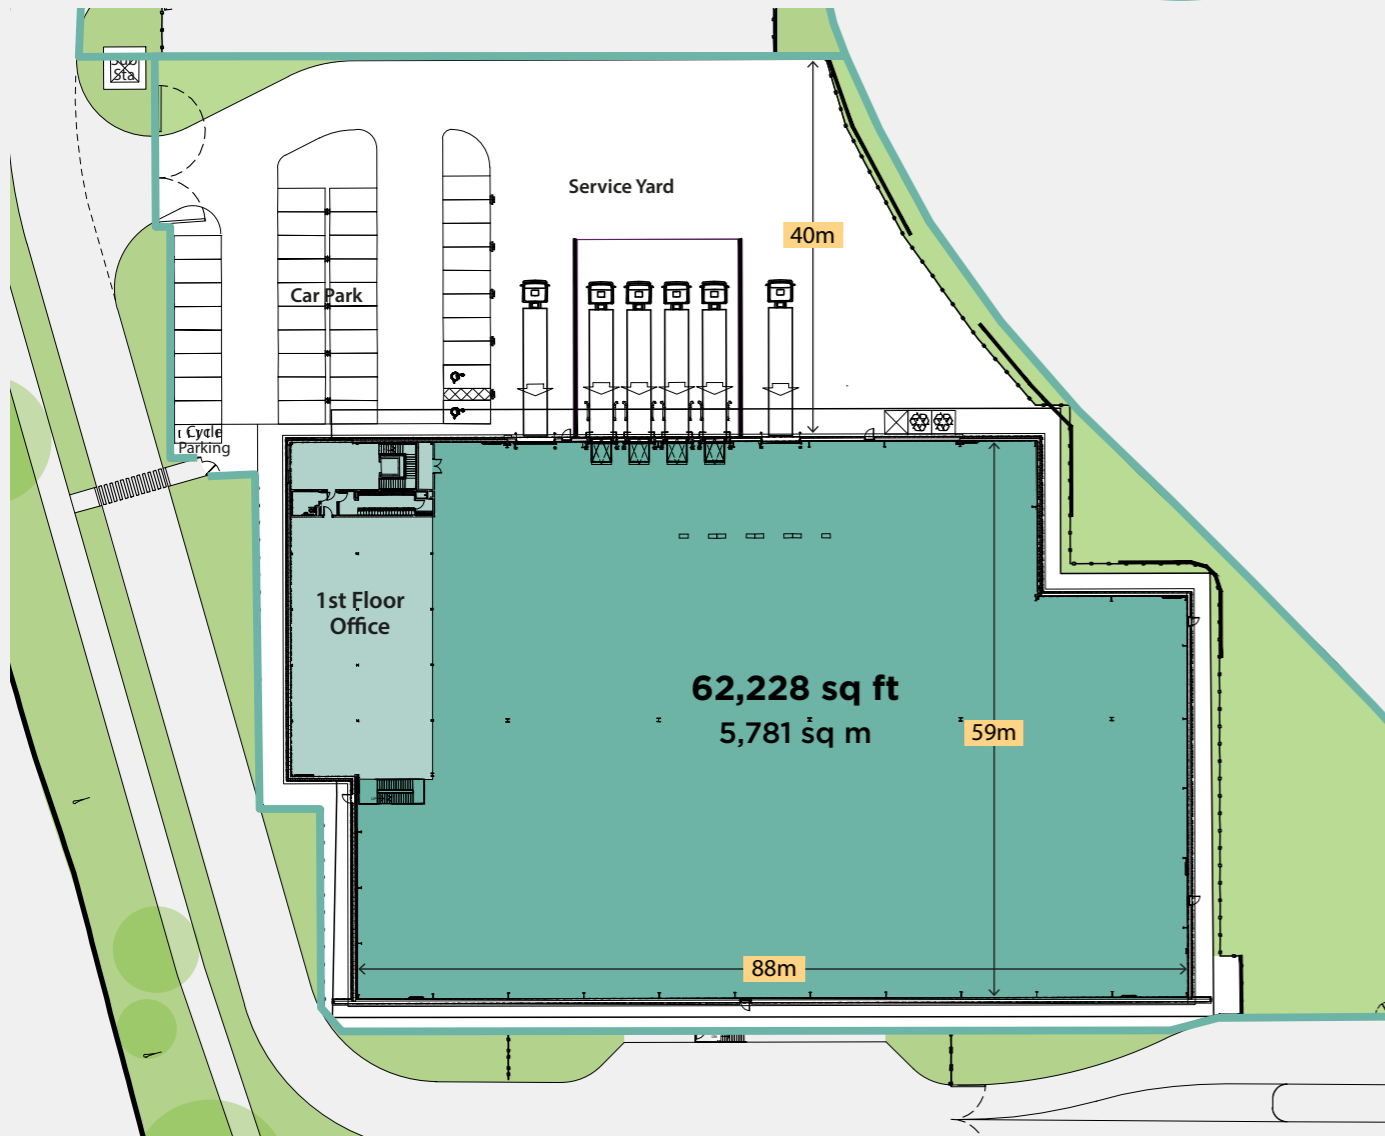 Sub
Sta
Service Yard
40m
Car Park
Cycle
Parking
1st Floor
Office
62,228 sq ft
5,781 sq m
59m
88m